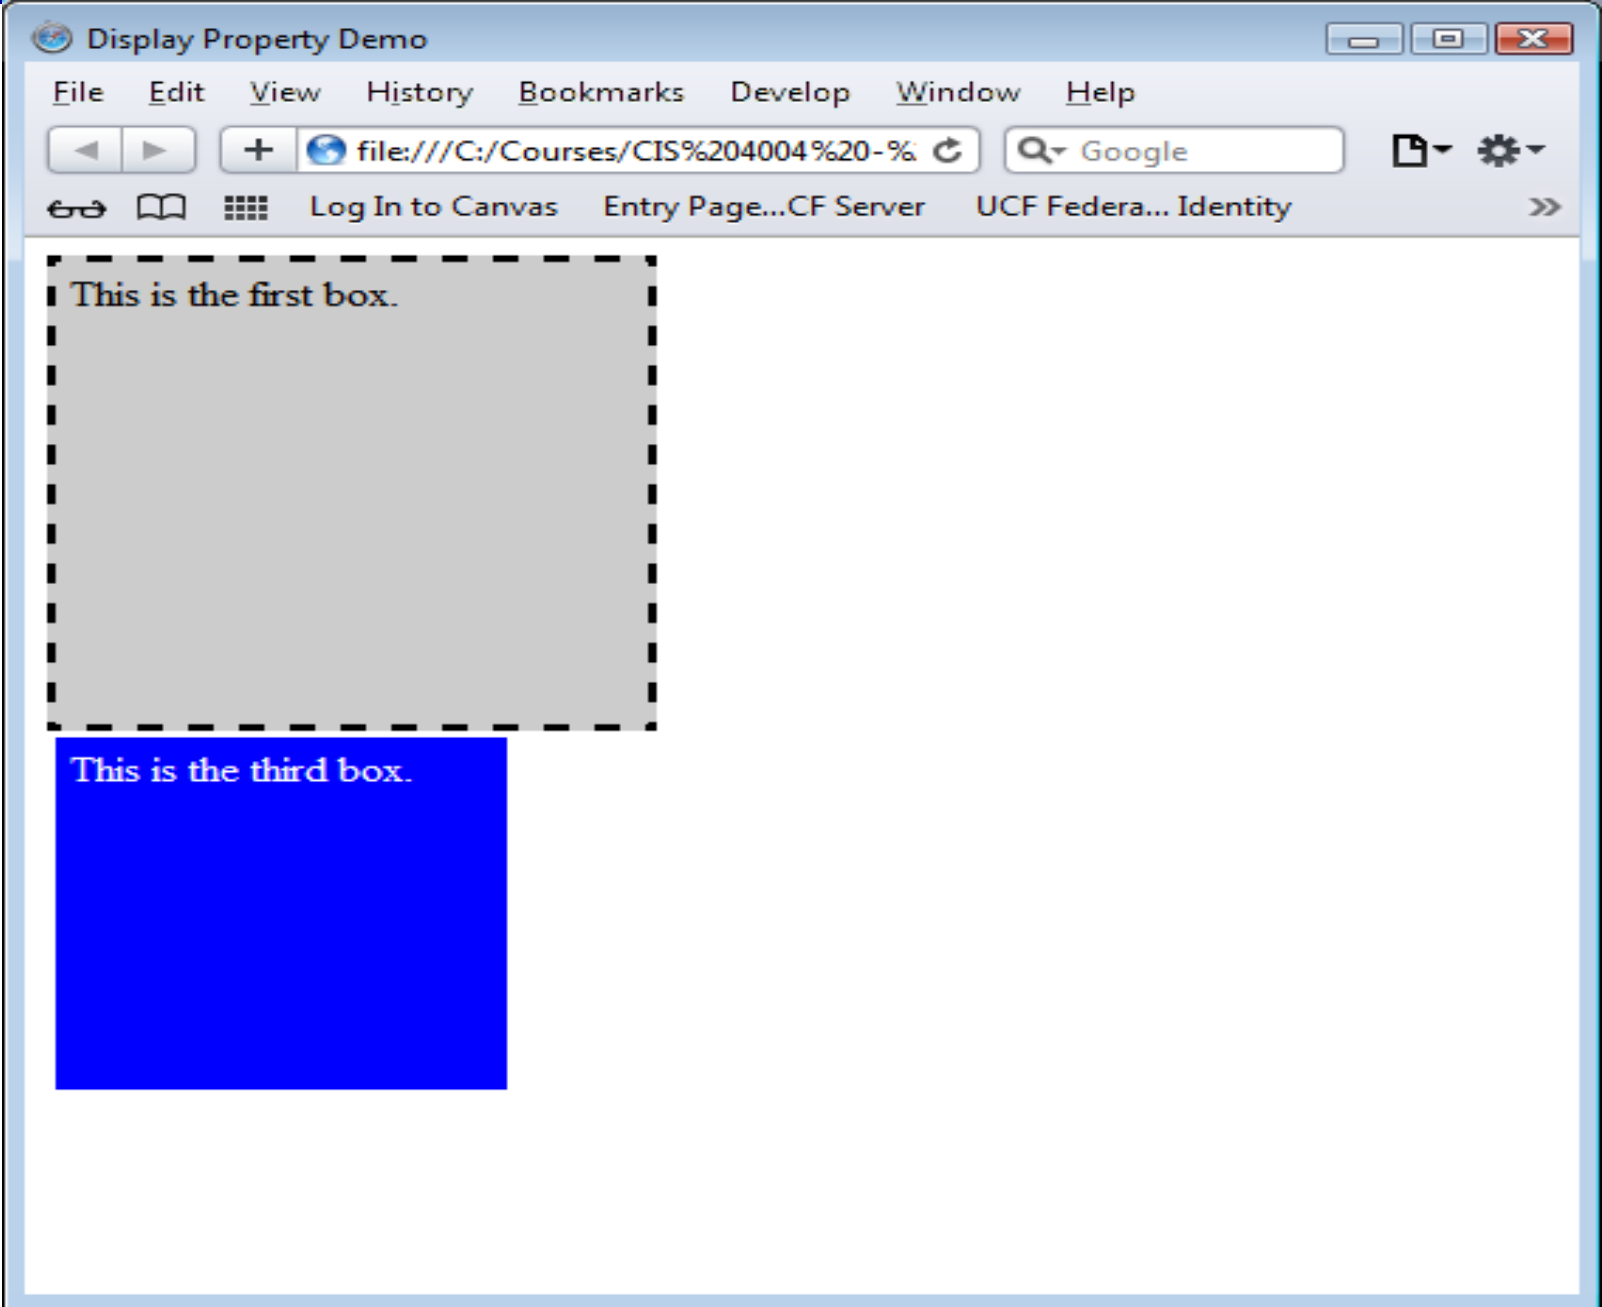 Display Property Demo
File Edit View History Bookmarks Develop Window Help
file:///C:/Courses/CIS%204004%20-% Google
Log In to Canvas Entry Page...CF Server UCF Federa... Identity
This is the first box.
This is the third box.